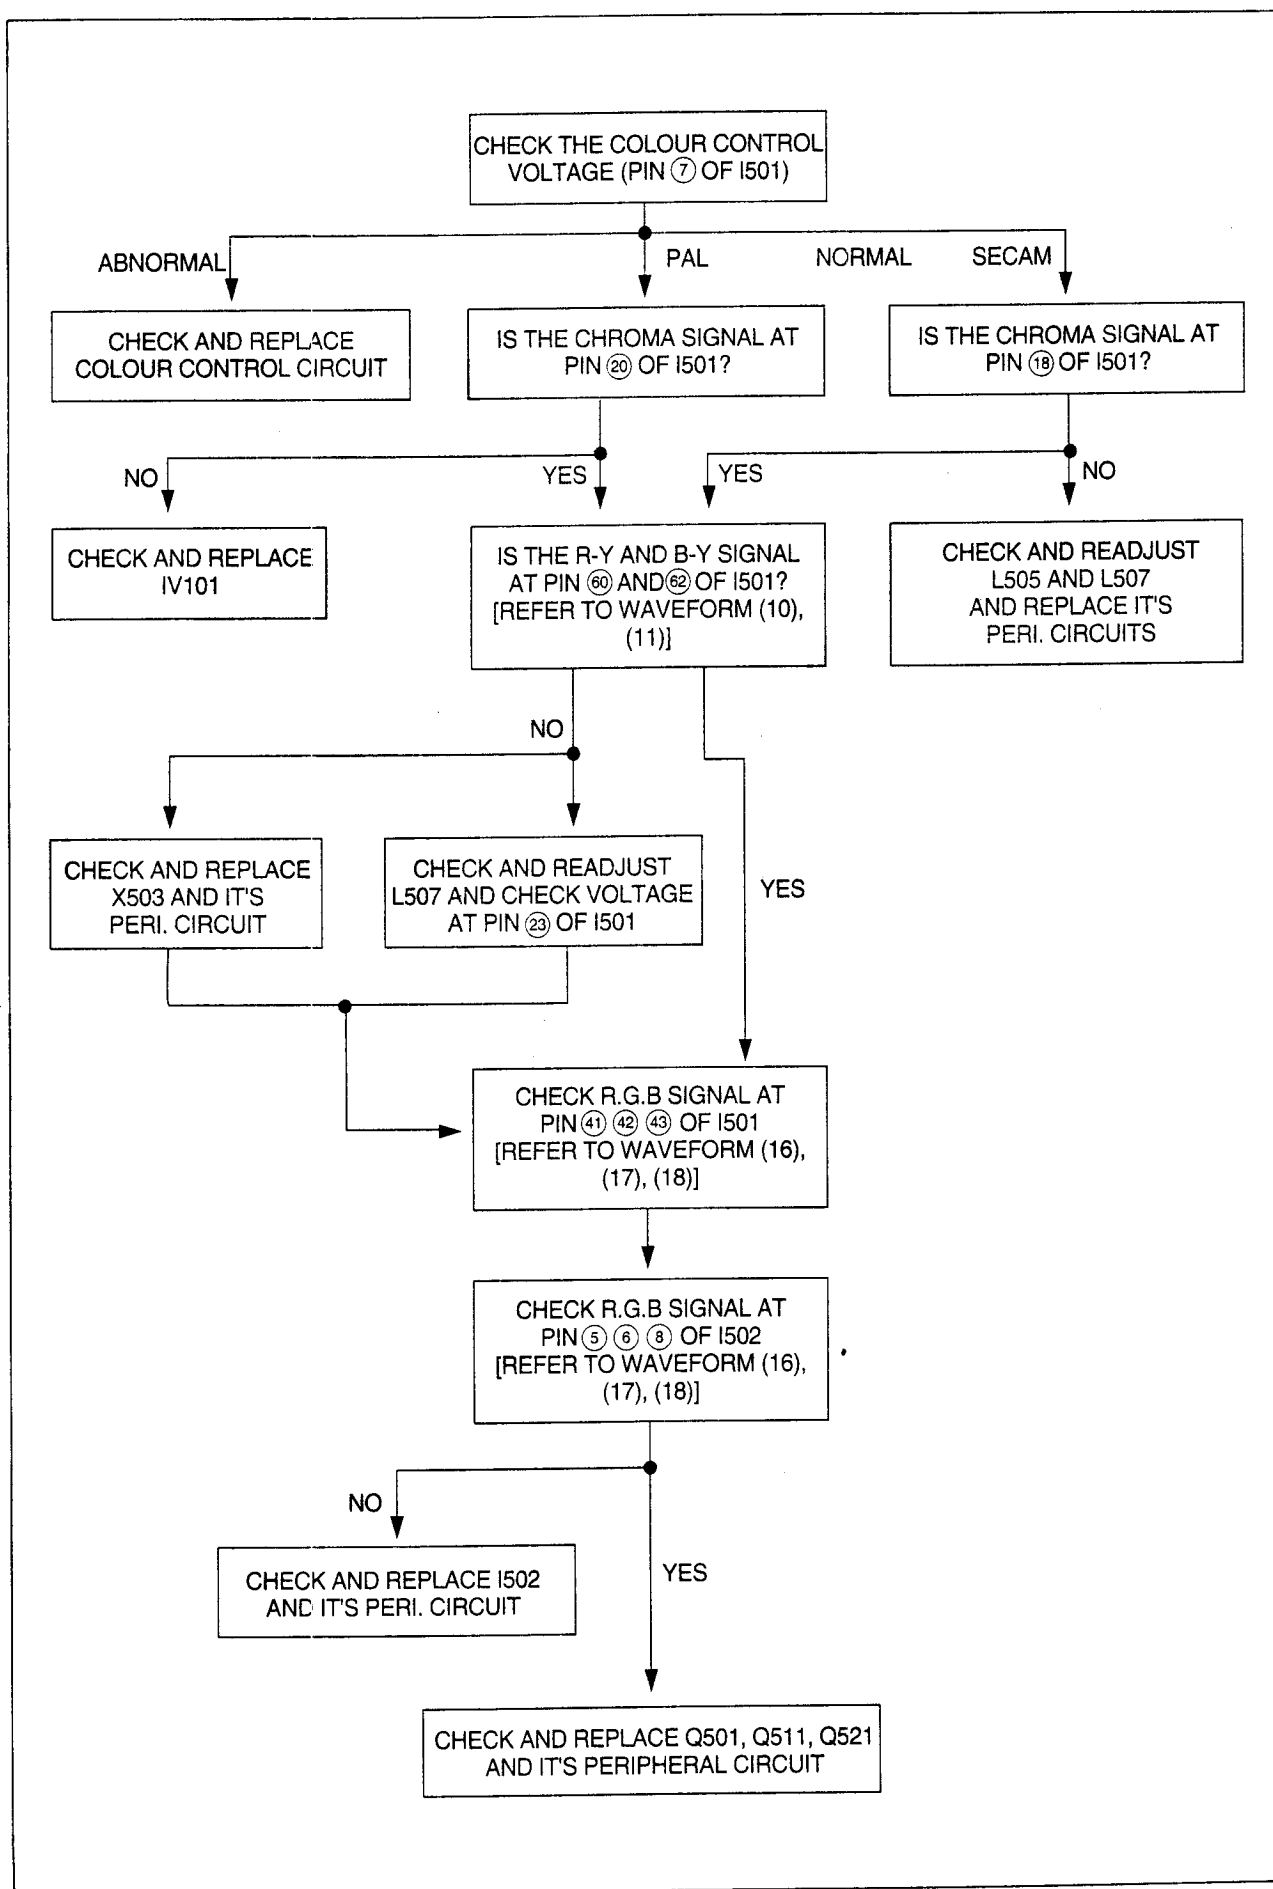 CHECK THE COLOUR CONTROL
VOLTAGE (PIN ⑦ OF I501)
ABNORMAL
PAL
NORMAL
SECAM
CHECK AND REPLACE
COLOUR CONTROL CIRCUIT
IS THE CHROMA SIGNAL AT
PIN ⑳ OF I501?
IS THE CHROMA SIGNAL AT
PIN ⑱ OF I501?
NO
YES
YES
NO
CHECK AND REPLACE
IV101
IS THE R-Y AND B-Y SIGNAL
AT PIN (60) AND (62) OF I501?
[REFER TO WAVEFORM (10),
(11)]
CHECK AND READJUST
L505 AND L507
AND REPLACE IT'S
PERI. CIRCUITS
NO
YES
CHECK AND REPLACE
X503 AND IT'S
PERI. CIRCUIT
CHECK AND READJUST
L507 AND CHECK VOLTAGE
AT PIN ㉓ OF I501
CHECK R.G.B SIGNAL AT
PIN ㊶ ㊷ ㊸ OF I501
[REFER TO WAVEFORM (16),
(17), (18)]
CHECK R.G.B SIGNAL AT
PIN ⑤ ⑥ ⑧ OF I502
[REFER TO WAVEFORM (16),
(17), (18)]
NO
YES
CHECK AND REPLACE I502
AND IT'S PERI. CIRCUIT
CHECK AND REPLACE Q501, Q511, Q521
AND IT'S PERIPHERAL CIRCUIT